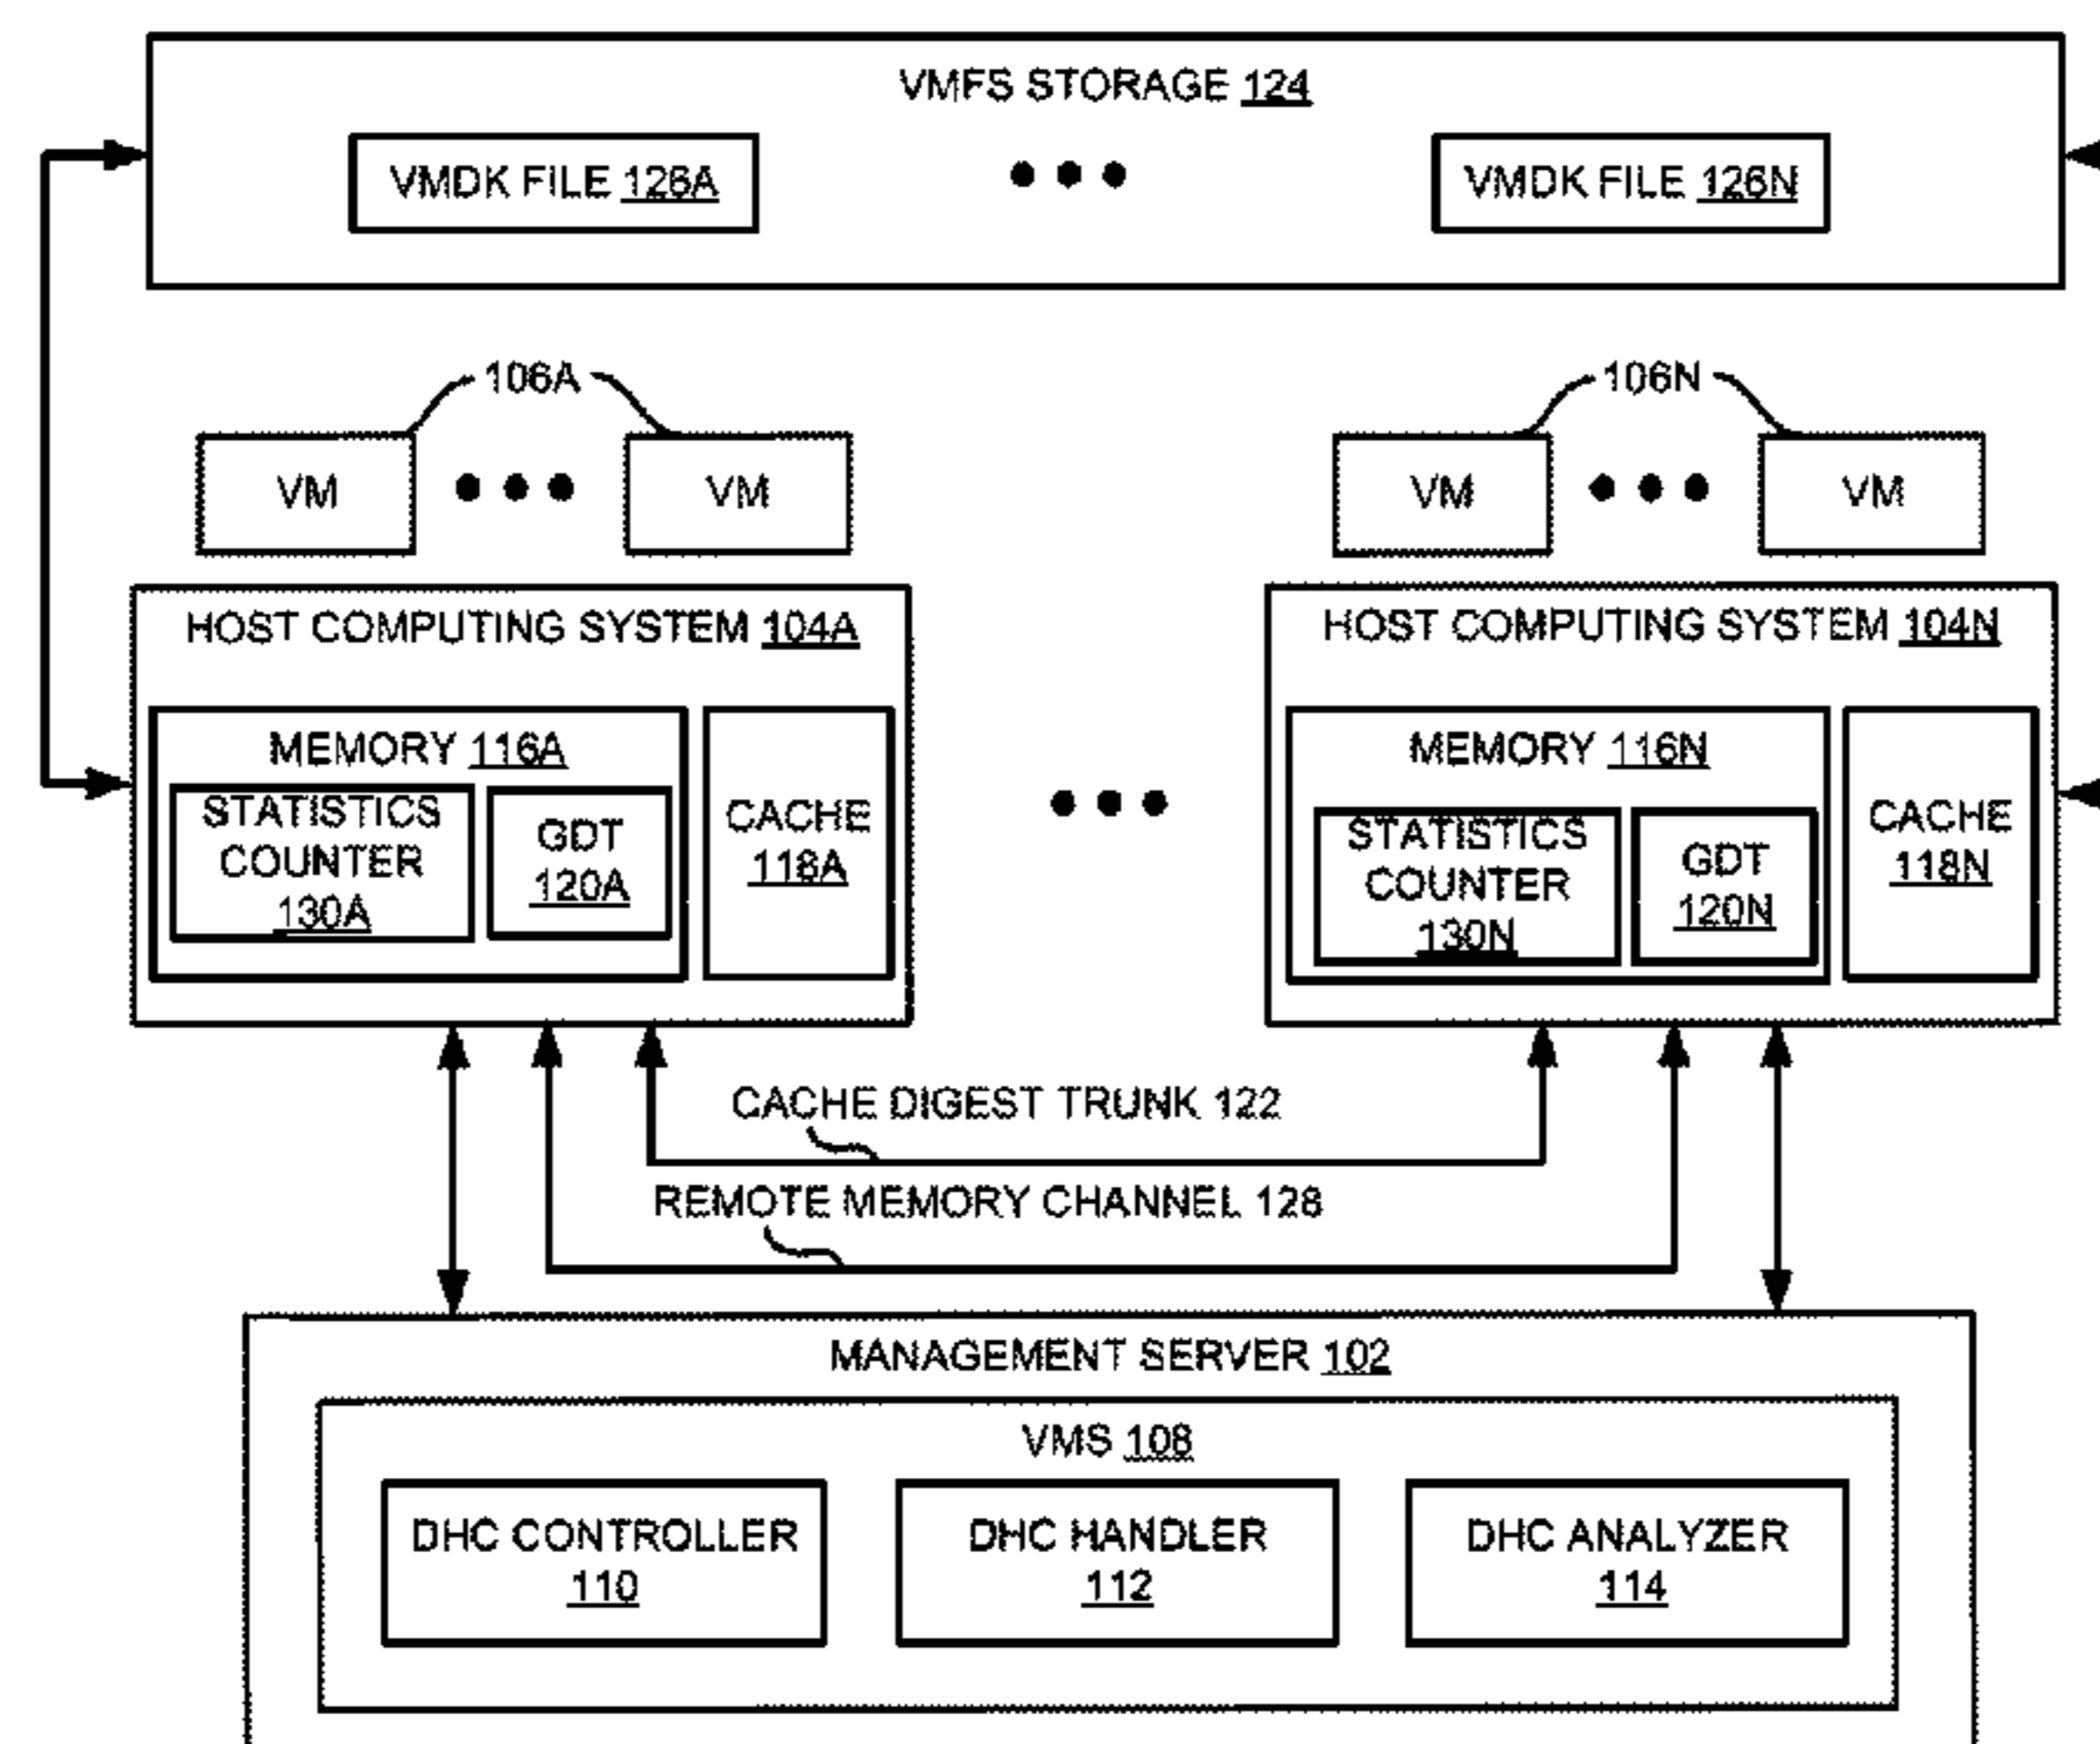 VMFS STORAGE 124
VMDK FILE 126A
VMDK FILE 126N
106A
106N
VM
VM
VM
VM
HOST COMPUTING SYSTEM 104A
HOST COMPUTING SYSTEM 104N
MEMORY 116A
STATISTICS
COUNTER
130A
GDT
120A
CACHE
118A
MEMORY 116N
STATISTICS
COUNTER
130N
GDT
120N
CACHE
118N
CACHE DIGEST TRUNK 122
REMOTE MEMORY CHANNEL 128
MANAGEMENT SERVER 102
VMS 108
DHC CONTROLLER
110
DHC HANDLER
112
DHC ANALYZER
114